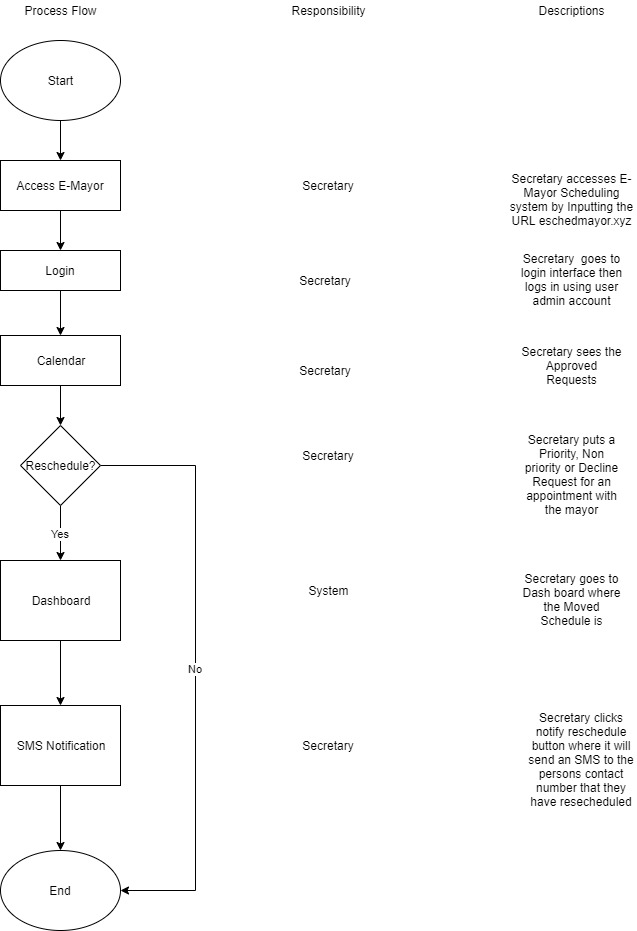 Process Flow
Responsibility
Descriptions
Start
Access E-Mayor
Secretary
Secretary accesses E-
Mayor Scheduling
system by Inputting the
URL eschedmayor.xyz
Login
Secretary
Secretary goes to
login interface then
logs in using user
admin account
Calendar
Secretary
Secretary sees the
Approved
Requests
Reschedule?
Secretary
Secretary puts a
Priority, Non
priority or Decline
Request for an
appointment with
the mayor
Yes
Dashboard
System
Secretary goes to
Dash board where
the Moved
Schedule is
No
SMS Notification
Secretary
Secretary clicks
notify reschedule
button where it will
send an SMS to the
persons contact
number that they
have resecheduled
End